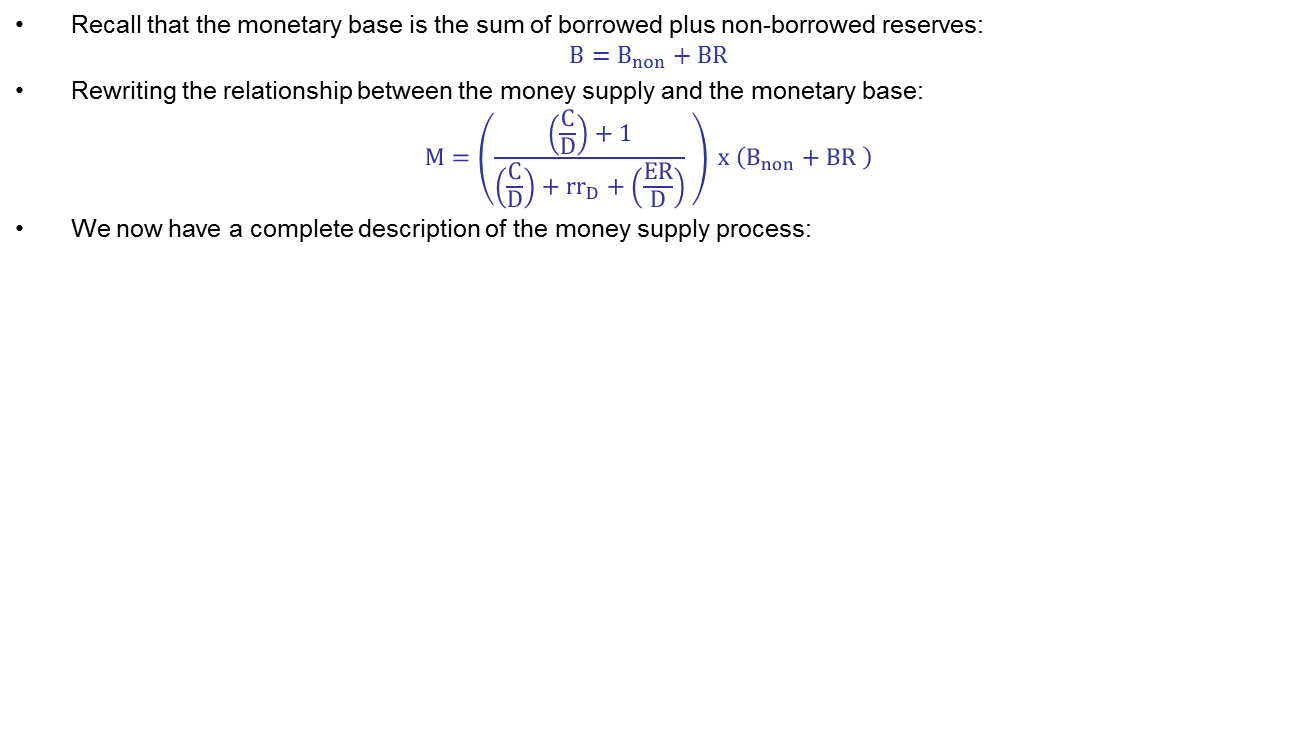 • Recall that the monetary base is the sum of borrowed plus non-borrowed reserves:
B = B_non + BR
• Rewriting the relationship between the money supply and the monetary base:
M = ( ((C/D) + 1) / ((C/D) + rr_D + (ER/D)) ) x (B_non + BR )
• We now have a complete description of the money supply process: